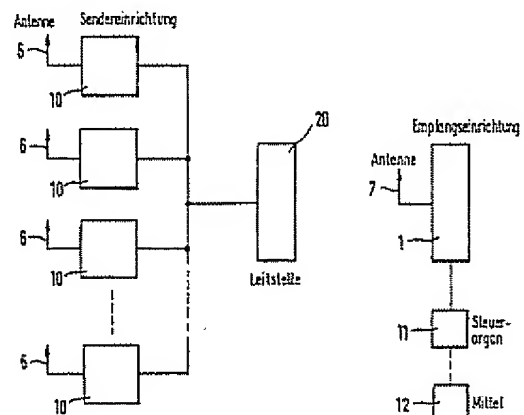 Antenne Sendereinrichtung
6
10
20
6
10
Empfangseinrichtung
Antenne
7
1
6
10
Leitstelle
11 Steuer-
organ
6
10
12 Mittel